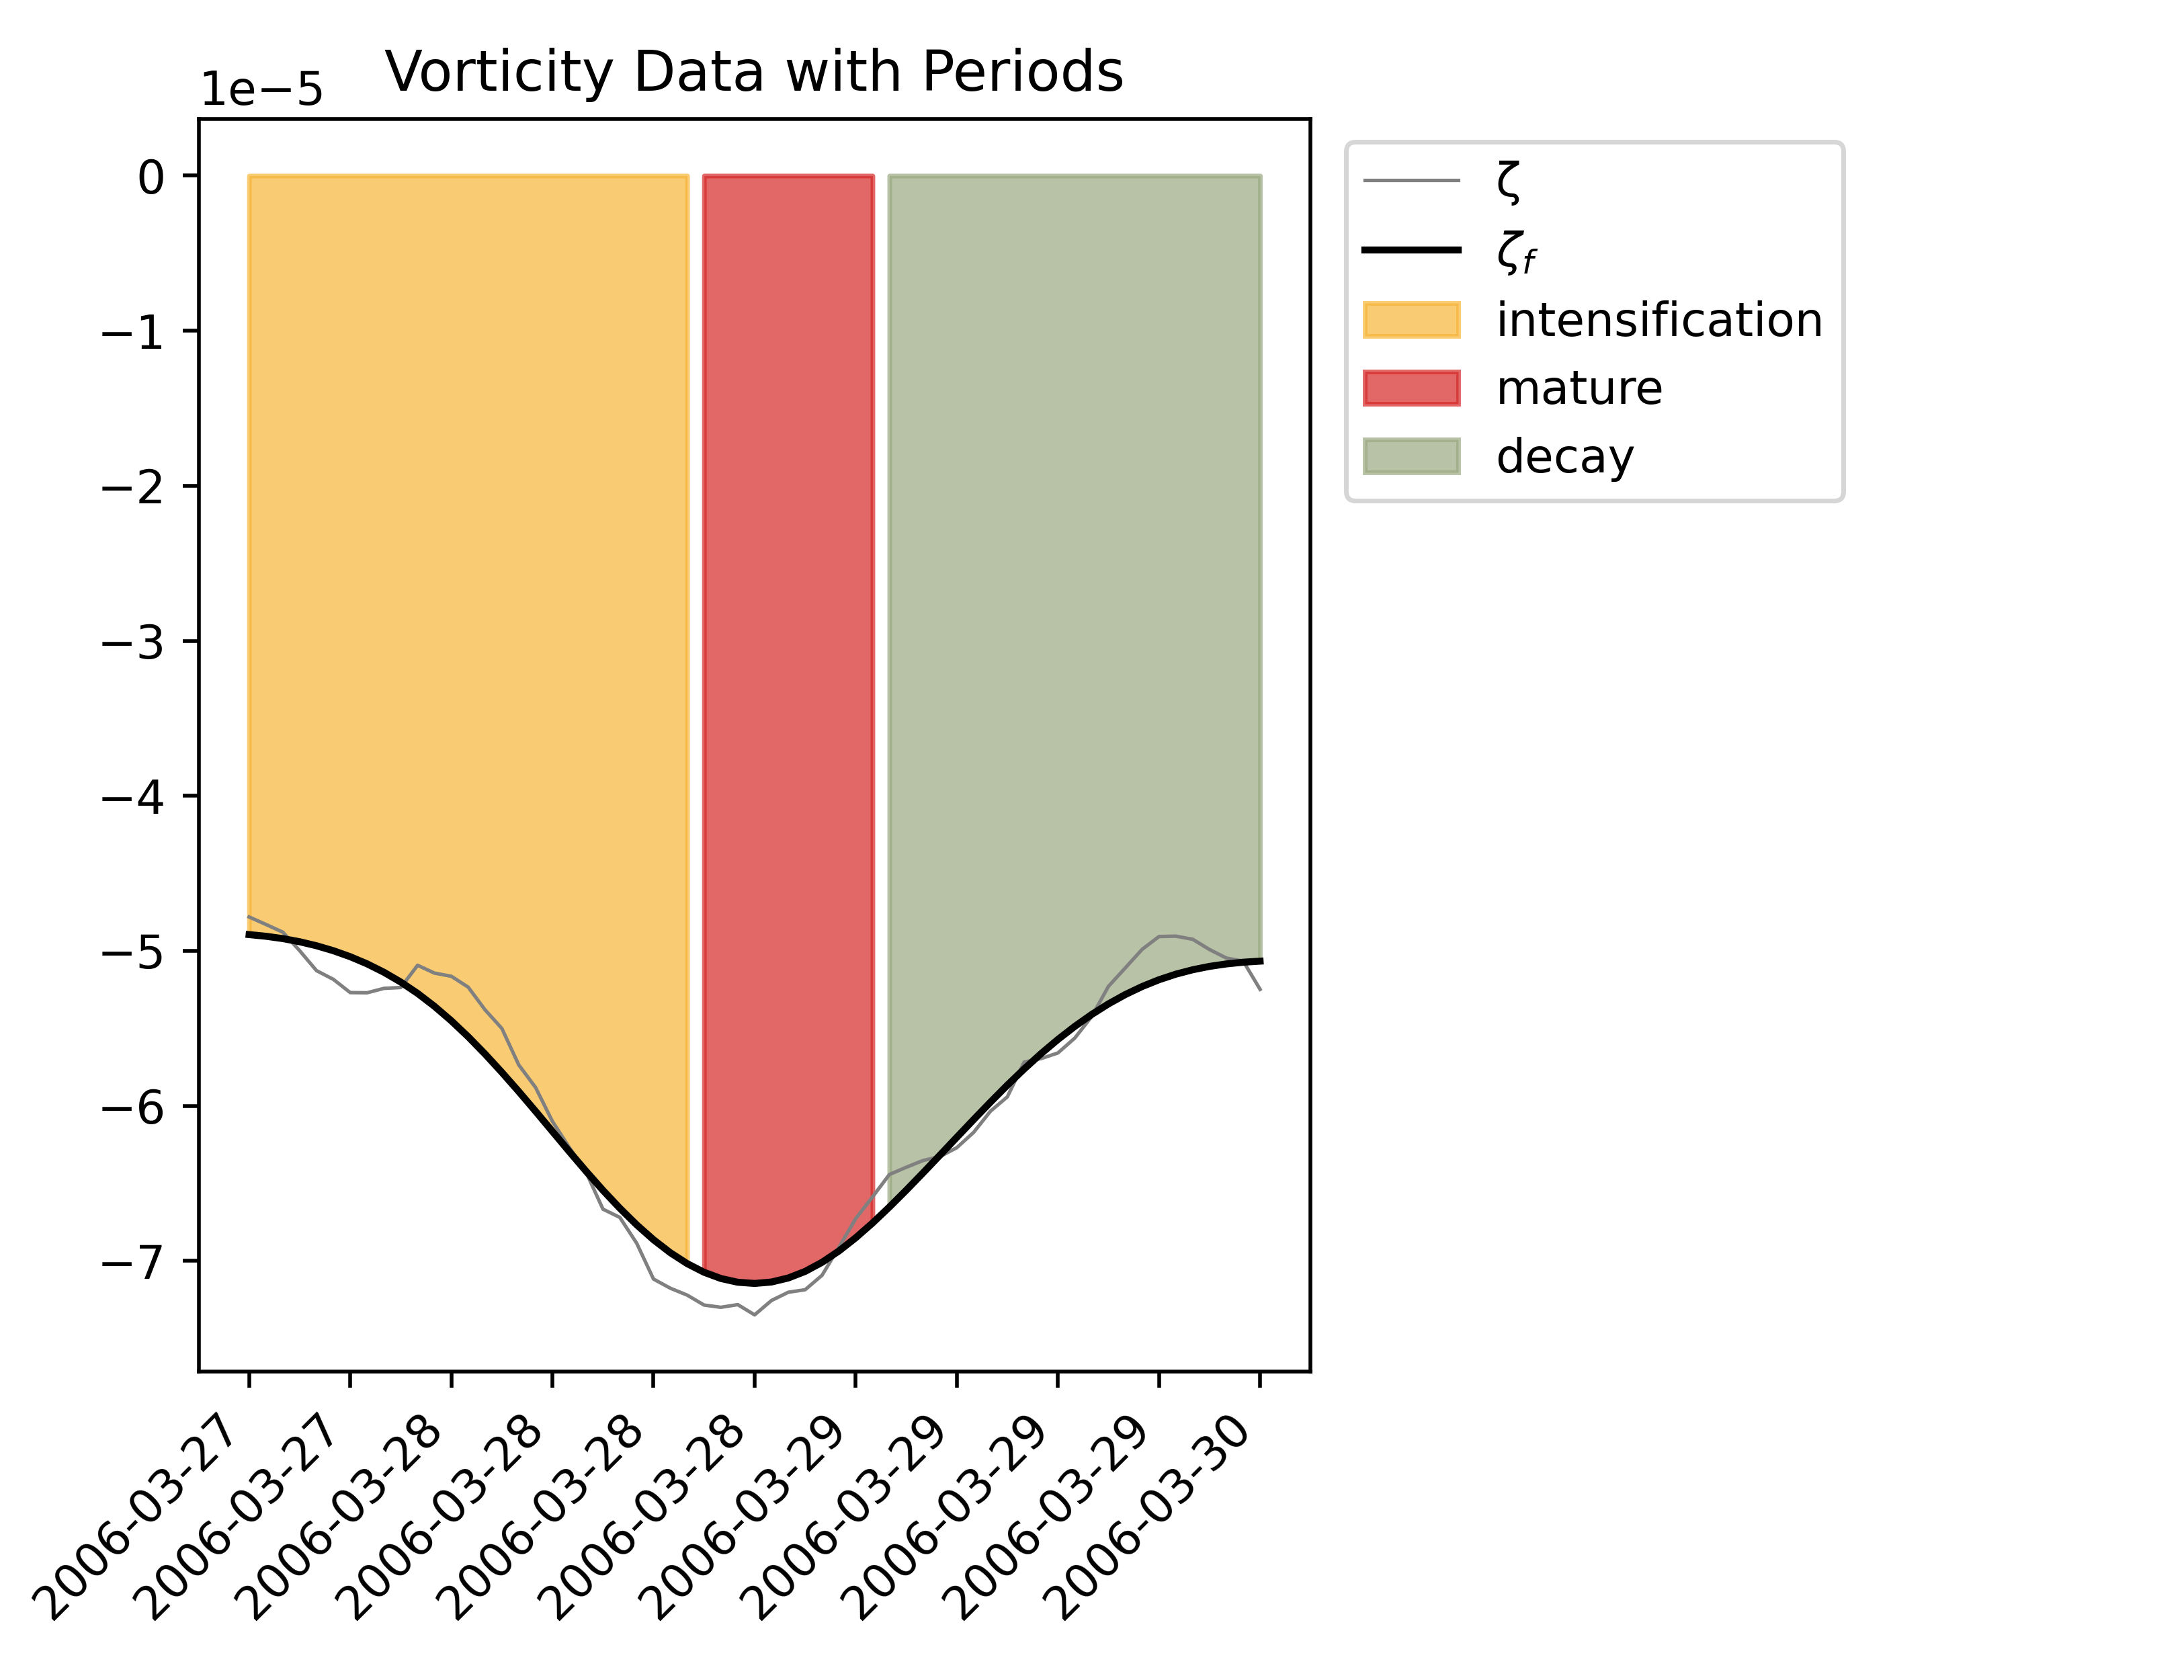 Vorticity Data with Periods
1e−5
0
−1
−2
−3
−4
−5
−6
−7
2006-03-27
2006-03-27
2006-03-28
2006-03-28
2006-03-28
2006-03-28
2006-03-29
2006-03-29
2006-03-29
2006-03-29
2006-03-30
ζ
ζf
intensification
mature
decay